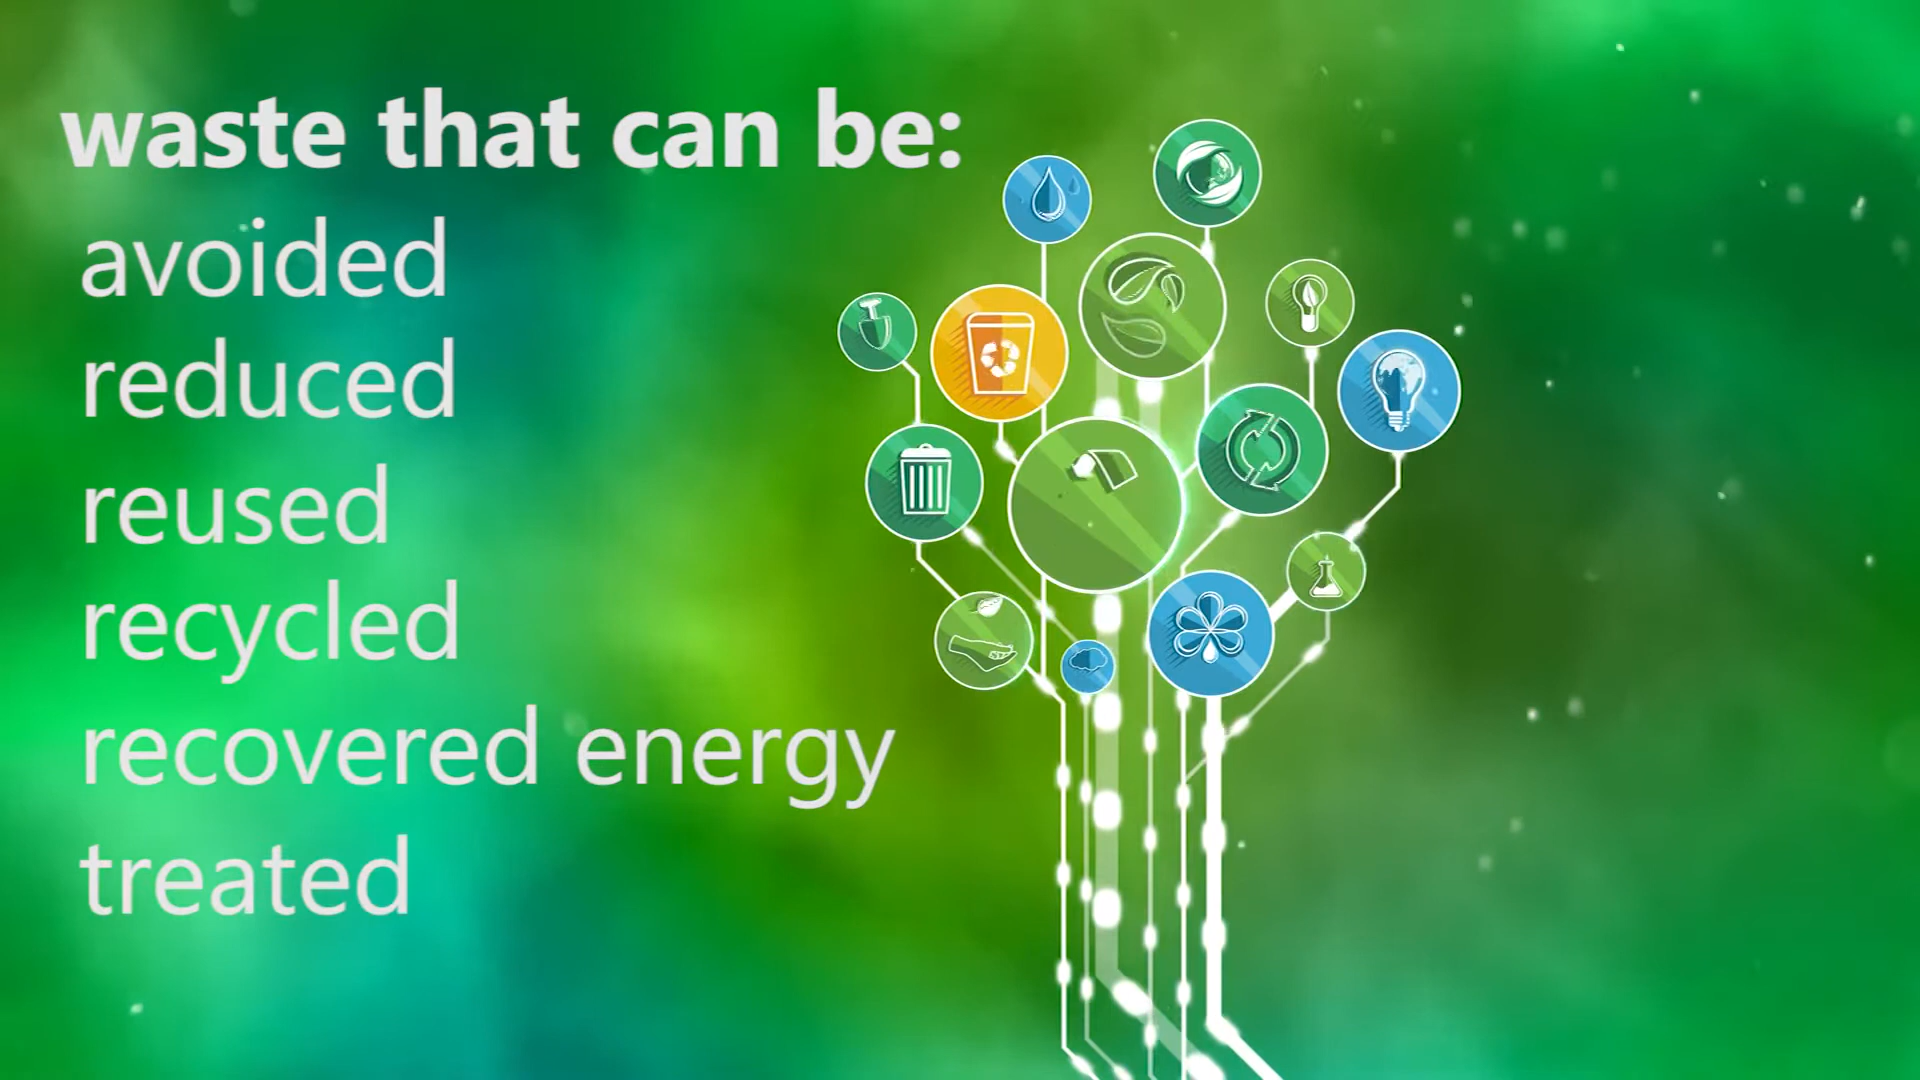 waste that can be:
avoided
reduced
reused
recycled
recovered energy
treated